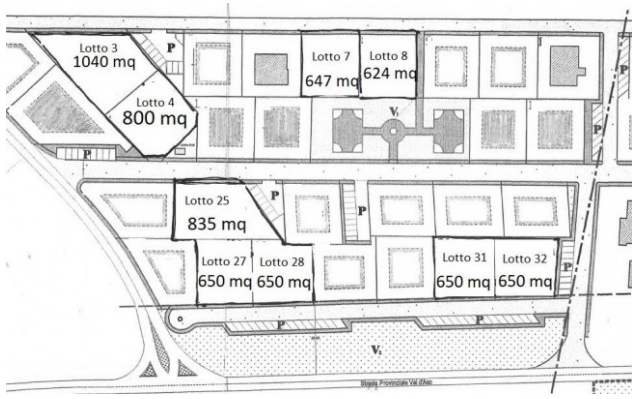 Lotto 3
1040 mq
P
Lotto 7
647 mq
Lotto 8
624 mq
P
Lotto 4
800 mq
V₁
P
P
Lotto 25
835 mq
P
P
Lotto 27
650 mq
Lotto 28
650 mq
Lotto 31
650 mq
Lotto 32
650 mq
P
P
P
Strada Provinciale Val d'Aso